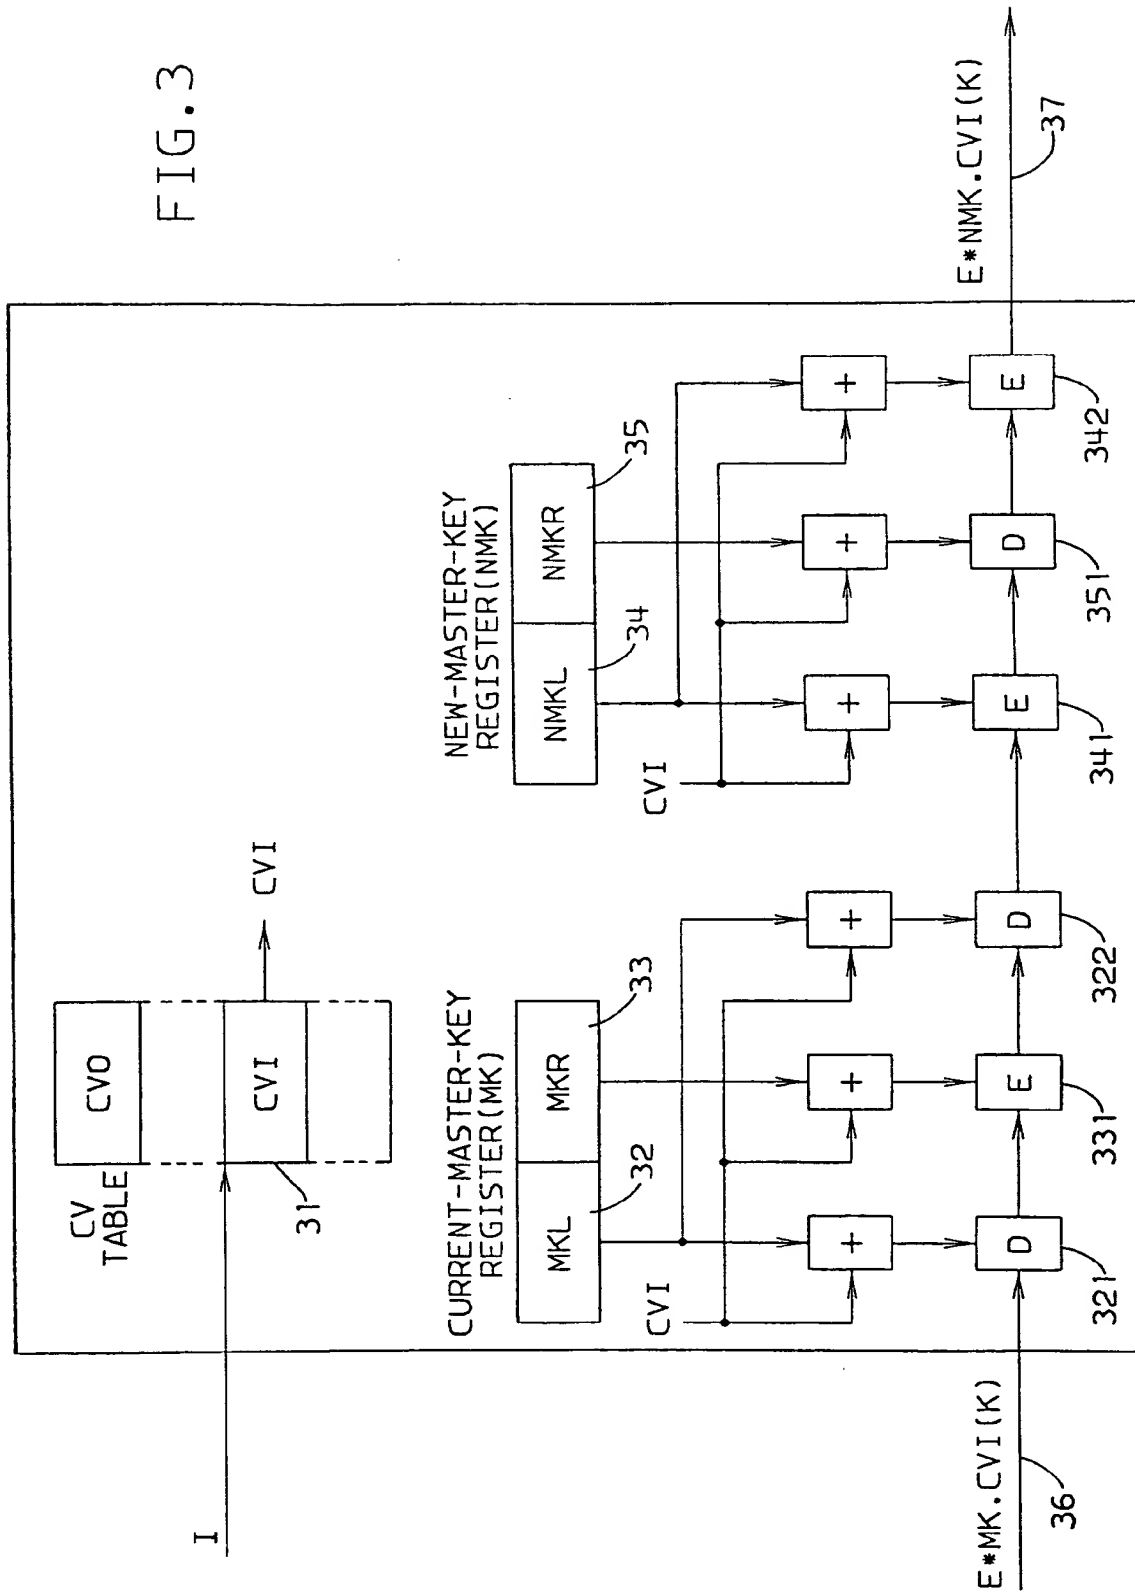 FIG.3
I
CV
TABLE
CVO
CVI
CVI
31
CURRENT-MASTER-KEY
REGISTER(MK)
MKL
MKR
32
33
NEW-MASTER-KEY
REGISTER(NMK)
NMKL
NMKR
34
35
CVI
CVI
+
+
+
+
+
+
D
E
D
E
D
E
321
331
322
341
351
342
E*MK.CVI(K)
36
E*NMK.CVI(K)
37